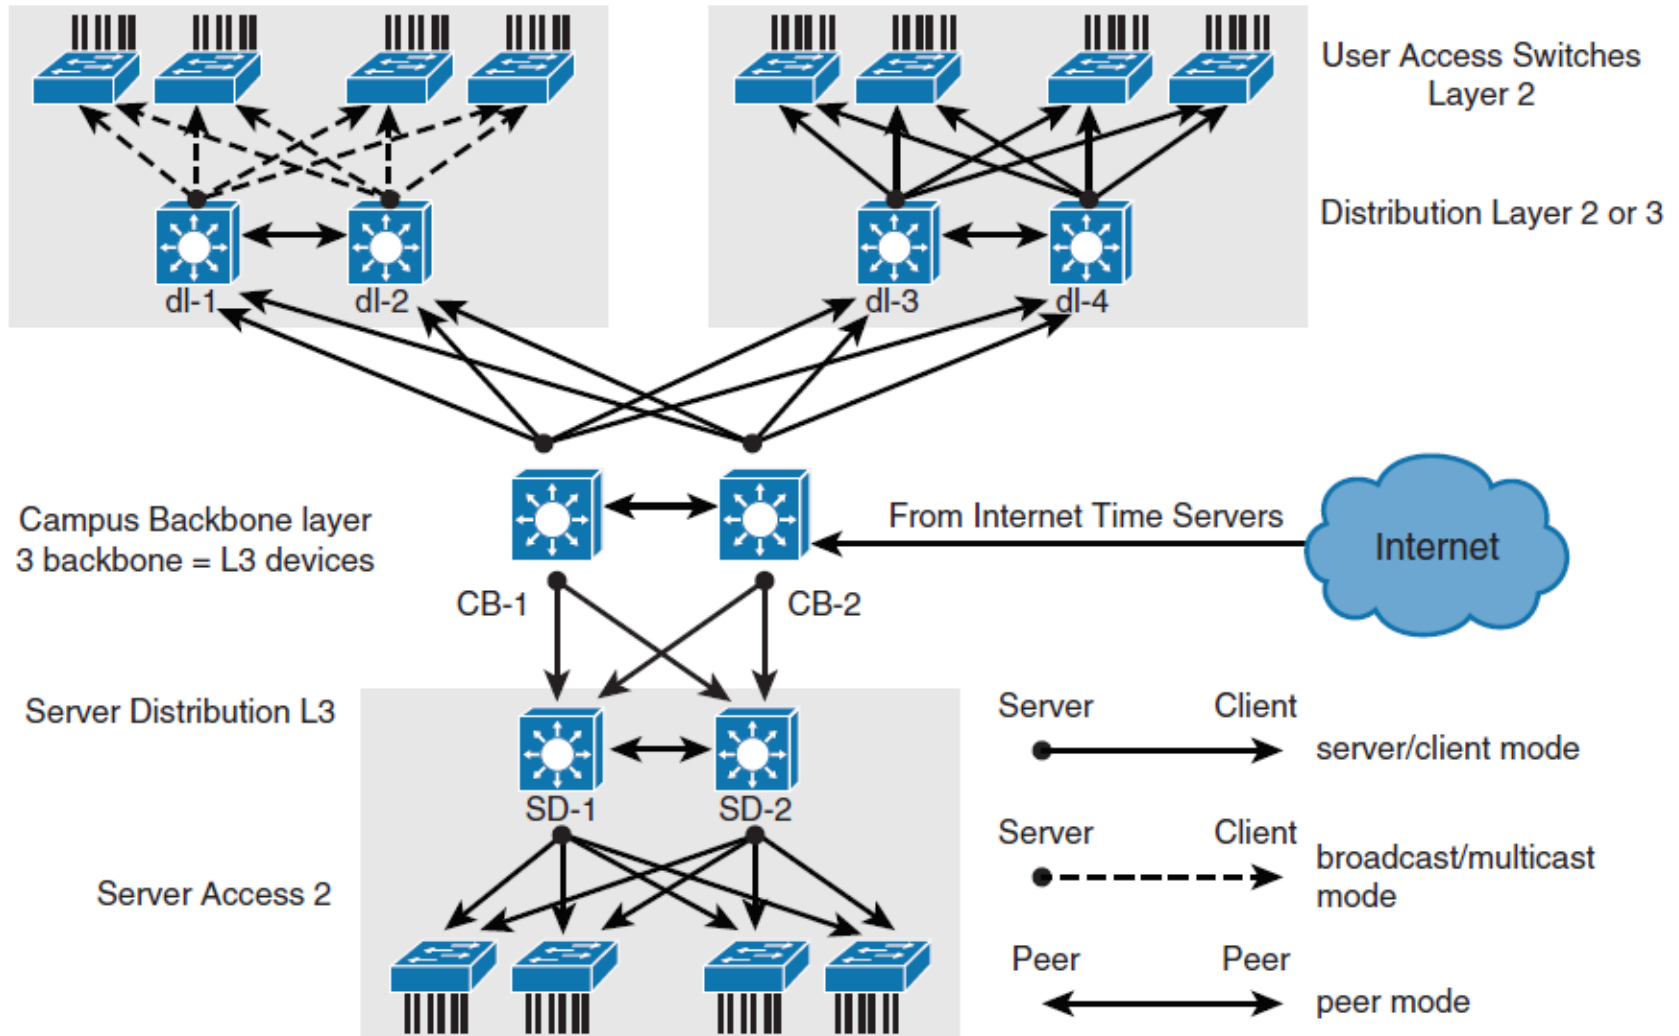 User Access Switches
Layer 2
Distribution Layer 2 or 3
dl-1
dl-2
dl-3
dl-4
Campus Backbone layer
3 backbone = L3 devices
From Internet Time Servers
Internet
CB-1
CB-2
Server Distribution L3
SD-1
SD-2
Server Access 2
Server Client
server/client mode
Server Client
broadcast/multicast
mode
Peer Peer
peer mode